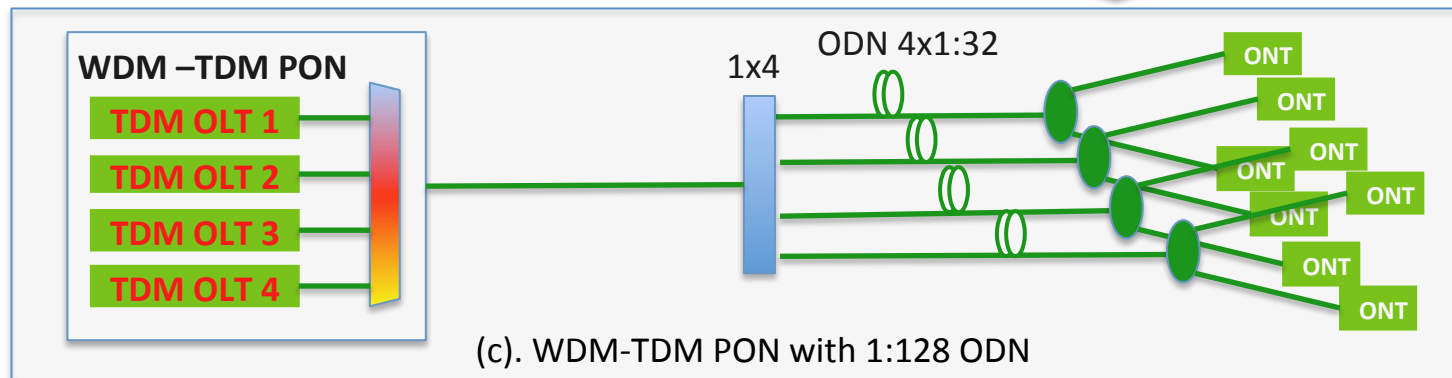 WDM –TDM PON
TDM OLT 1
TDM OLT 2
TDM OLT 3
TDM OLT 4
1x4
ODN 4x1:32
ONT
ONT
ONT
ONT
ONT
ONT
ONT
ONT
(c). WDM-TDM PON with 1:128 ODN